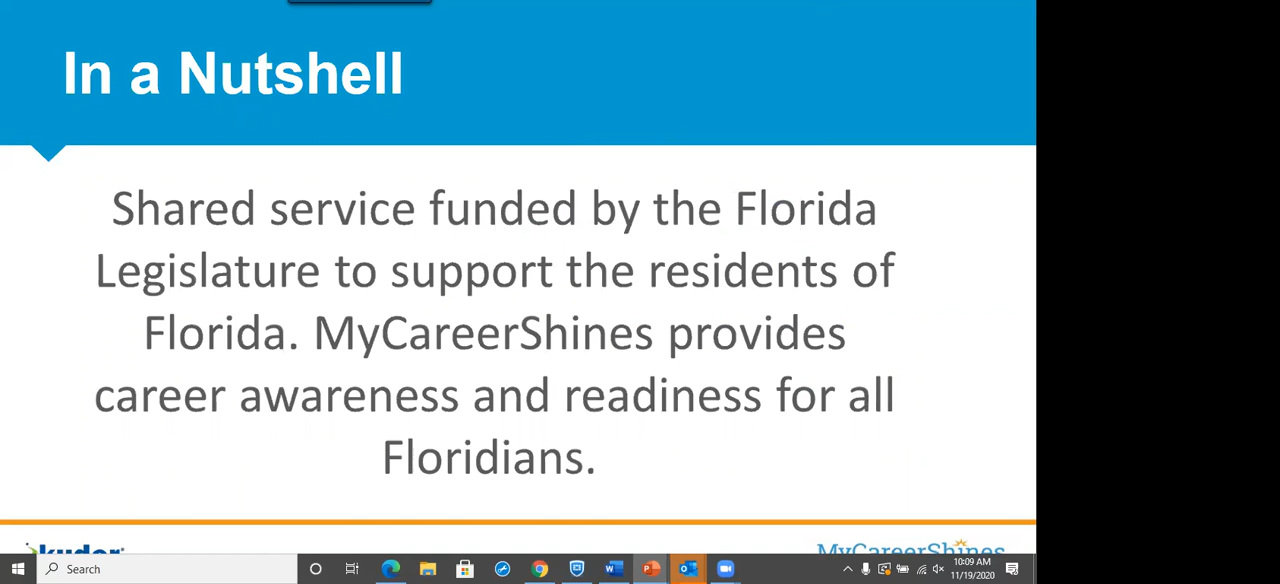 In a Nutshell
Shared service funded by the Florida
Legislature to support the residents of
Florida. MyCareerShines provides
career awareness and readiness for all
Floridians.
kuder
MyCareerShines
Search
10:09 AM
11/19/2020